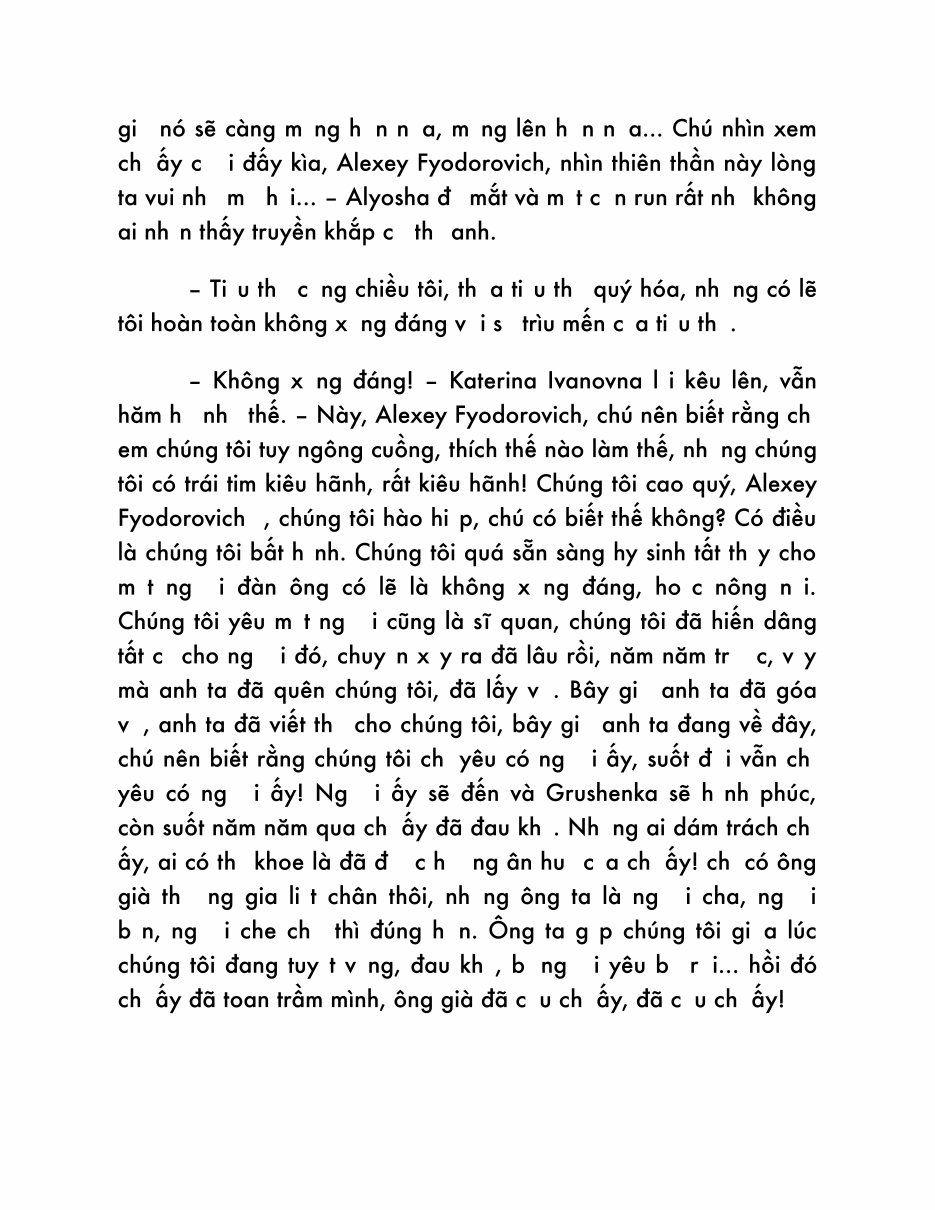 gi nó sẽ càng m ng h n n a, m ng lên h n n a... Chú nhìn xem
ch ấy c i đấy kìa, Alexey Fyodorovich, nhìn thiên thần này lòng
ta vui nh m h i... – Alyosha đ mắt và m t c n run rất nh không
ai nh n thấy truyền khắp c th anh.
– Ti u th c ng chiều tôi, th a ti u th quý hóa, nh ng có lẽ
tôi hoàn toàn không x ng đáng v i s trìu mến c a ti u th .
– Không x ng đáng! – Katerina Ivanovna l i kêu lên, vẫn
hăm h nh thế. – Này, Alexey Fyodorovich, chú nên biết rằng ch
em chúng tôi tuy ngông cuồng, thích thế nào làm thế, nh ng chúng
tôi có trái tim kiêu hãnh, rất kiêu hãnh! Chúng tôi cao quý, Alexey
Fyodorovich , chúng tôi hào hi p, chú có biết thế không? Có điều
là chúng tôi bất h nh. Chúng tôi quá sẵn sàng hy sinh tất th y cho
m t ng i đàn ông có lẽ là không x ng đáng, ho c nông n i.
Chúng tôi yêu m t ng i cũng là sĩ quan, chúng tôi đã hiến dâng
tất c cho ng i đó, chuy n x y ra đã lâu rồi, năm năm tr c, v y
mà anh ta đã quên chúng tôi, đã lấy v . Bây gi anh ta đã góa
v , anh ta đã viết th cho chúng tôi, bây gi anh ta đang về đây,
chú nên biết rằng chúng tôi ch yêu có ng i ấy, suốt đ i vẫn ch
yêu có ng i ấy! Ng i ấy sẽ đến và Grushenka sẽ h nh phúc,
còn suốt năm năm qua ch ấy đã đau kh . Nh ng ai dám trách ch
ấy, ai có th khoe là đã đ c h ng ân hu c a ch ấy! ch có ông
già th ng gia li t chân thôi, nh ng ông ta là ng i cha, ng i
b n, ng i che ch thì đúng h n. Ông ta g p chúng tôi gi a lúc
chúng tôi đang tuy t v ng, đau kh , b ng i yêu b r i... hồi đó
ch ấy đã toan trầm mình, ông già đã c u ch ấy, đã c u ch ấy!